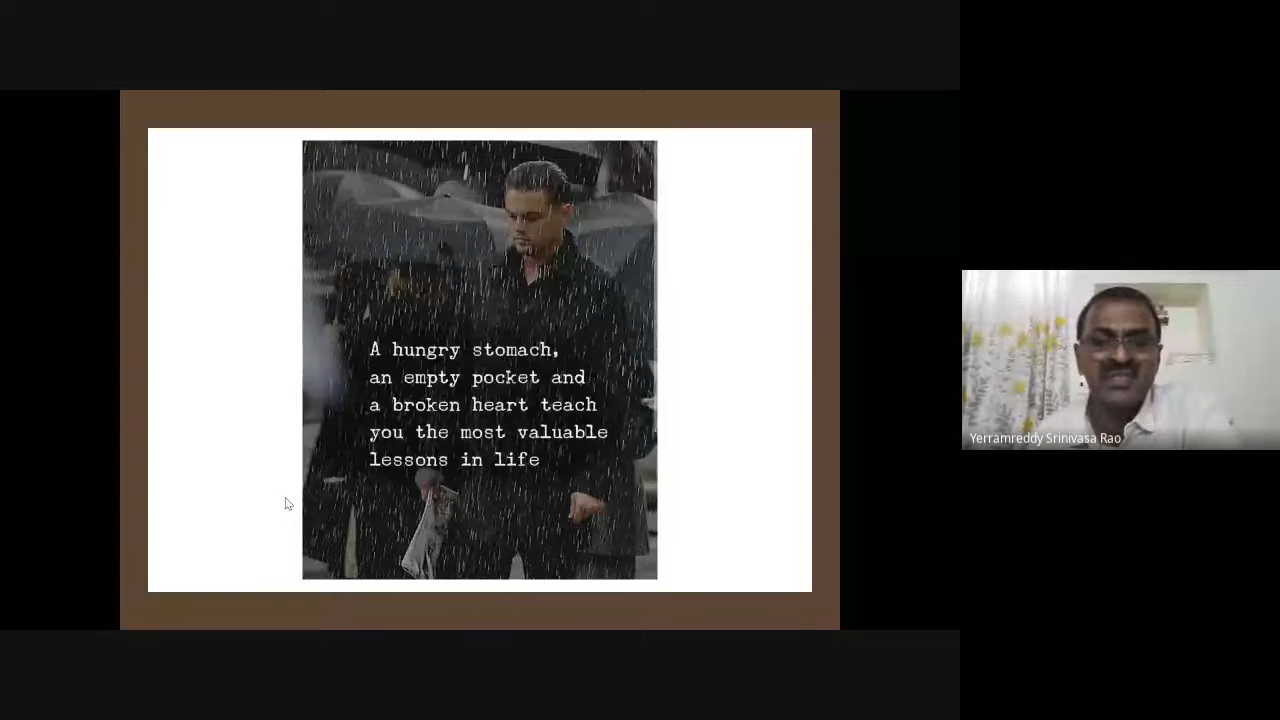 A hungry stomach,
an empty pocket and
a broken heart teach
you the most valuable
lessons in life
Yerramreddy Srinivasa Rao